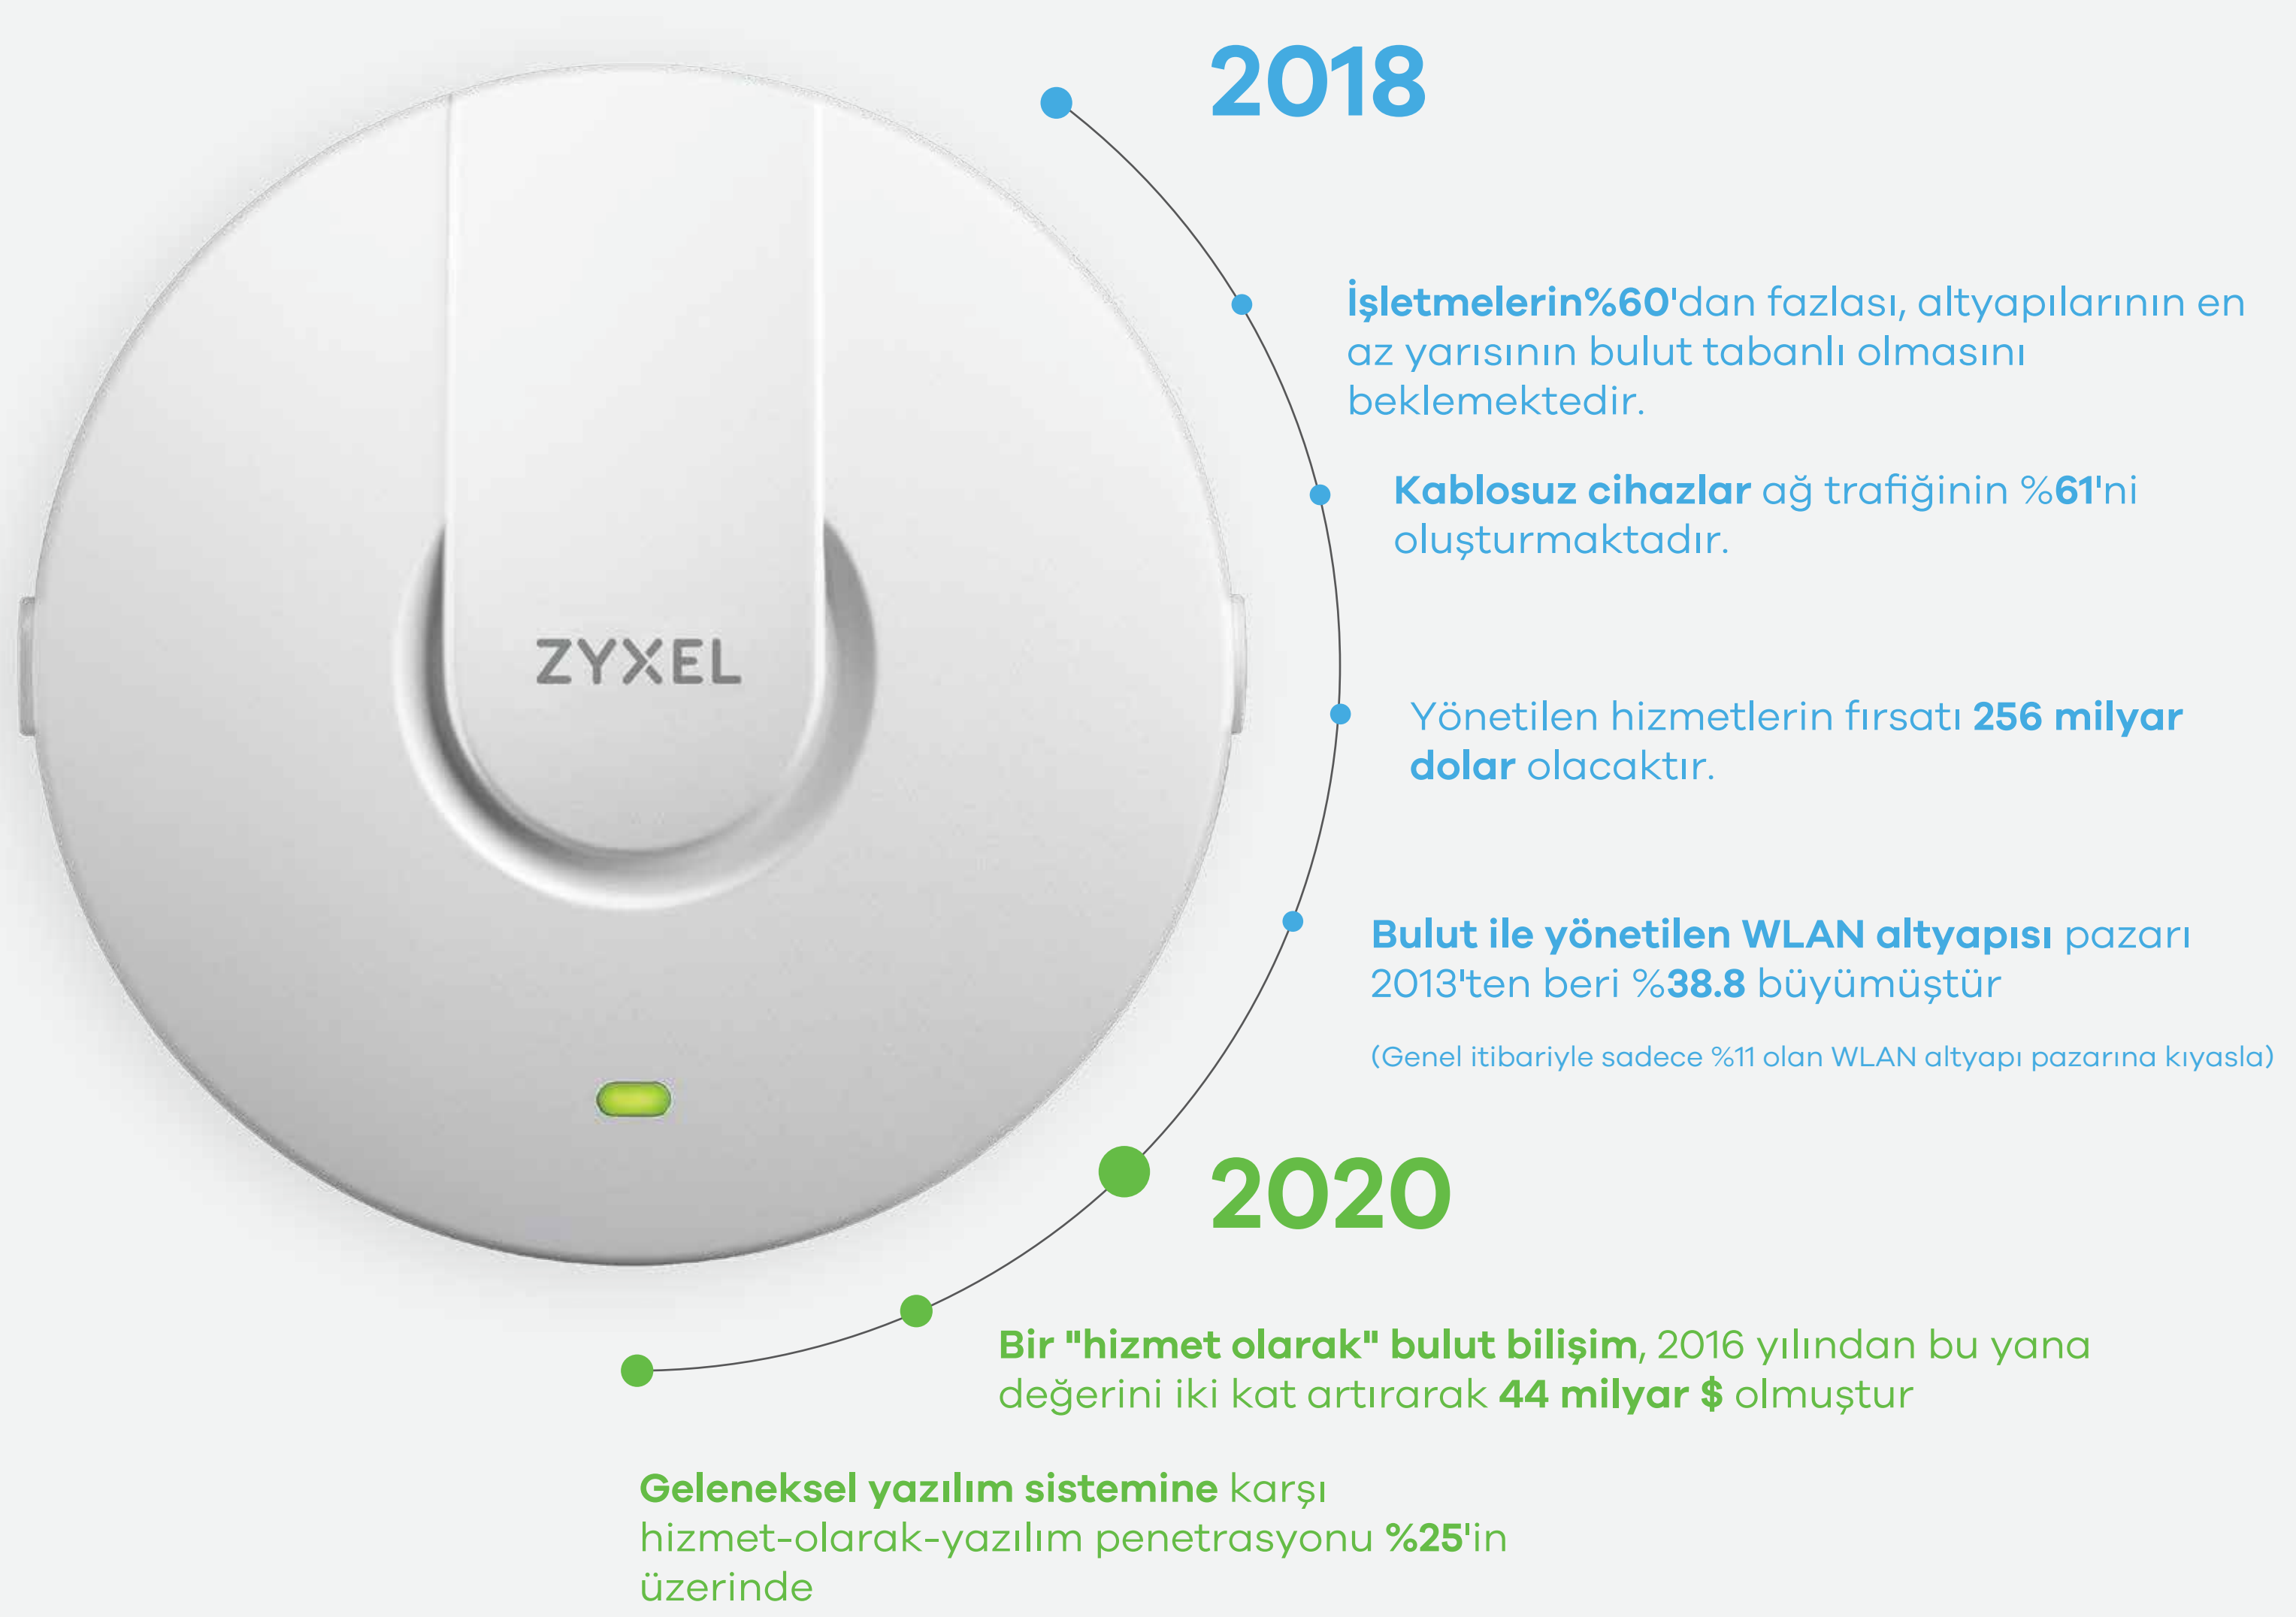 2018
İşletmelerin%60'dan fazlası, altyapılarının en
az yarısının bulut tabanlı olmasını
beklemektedir.
Kablosuz cihazlar ağ trafiğinin %61'ni
oluşturmaktadır.
ZYXEL
Yönetilen hizmetlerin fırsatı 256 milyar
dolar olacaktır.
Bulut ile yönetilen WLAN altyapısı pazarı
2013'ten beri %38.8 büyümüştür
(Genel itibariyle sadece %11 olan WLAN altyapı pazarına kıyasla)
2020
Bir "hizmet olarak" bulut bilişim, 2016 yılından bu yana
değerini iki kat artırarak 44 milyar $ olmuştur
Geleneksel yazılım sistemine karşı
hizmet-olarak-yazılım penetrasyonu %25'in
üzerinde